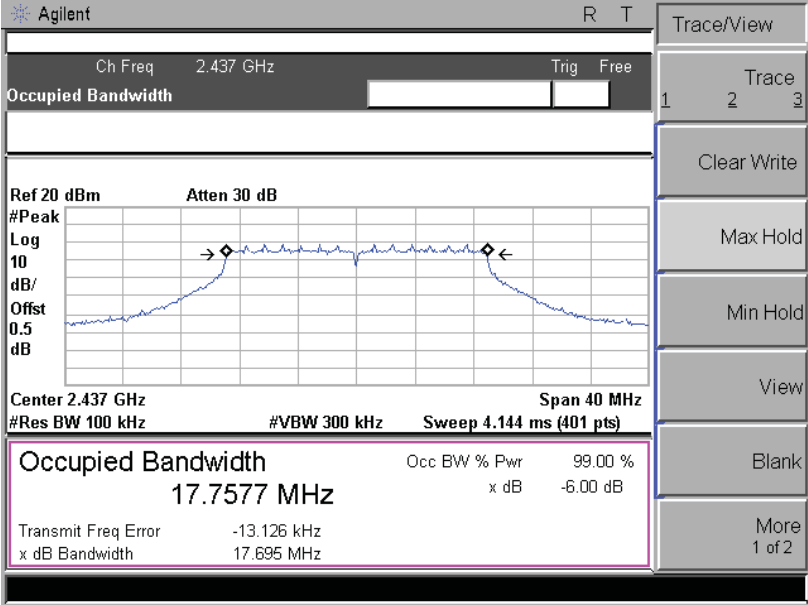 Agilent R T
Ch Freq 2.437 GHz Trig Free
Occupied Bandwidth
Ref 20 dBm Atten 30 dB
#Peak
Log
10
dB/
Offst
0.5
dB
Center 2.437 GHz Span 40 MHz
#Res BW 100 kHz #VBW 300 kHz Sweep 4.144 ms (401 pts)
Occupied Bandwidth Occ BW % Pwr 99.00 %
17.7577 MHz x dB -6.00 dB
Transmit Freq Error -13.126 kHz
x dB Bandwidth 17.695 MHz
Trace/View
Trace
1 2 3
Clear Write
Max Hold
Min Hold
View
Blank
More
1 of 2